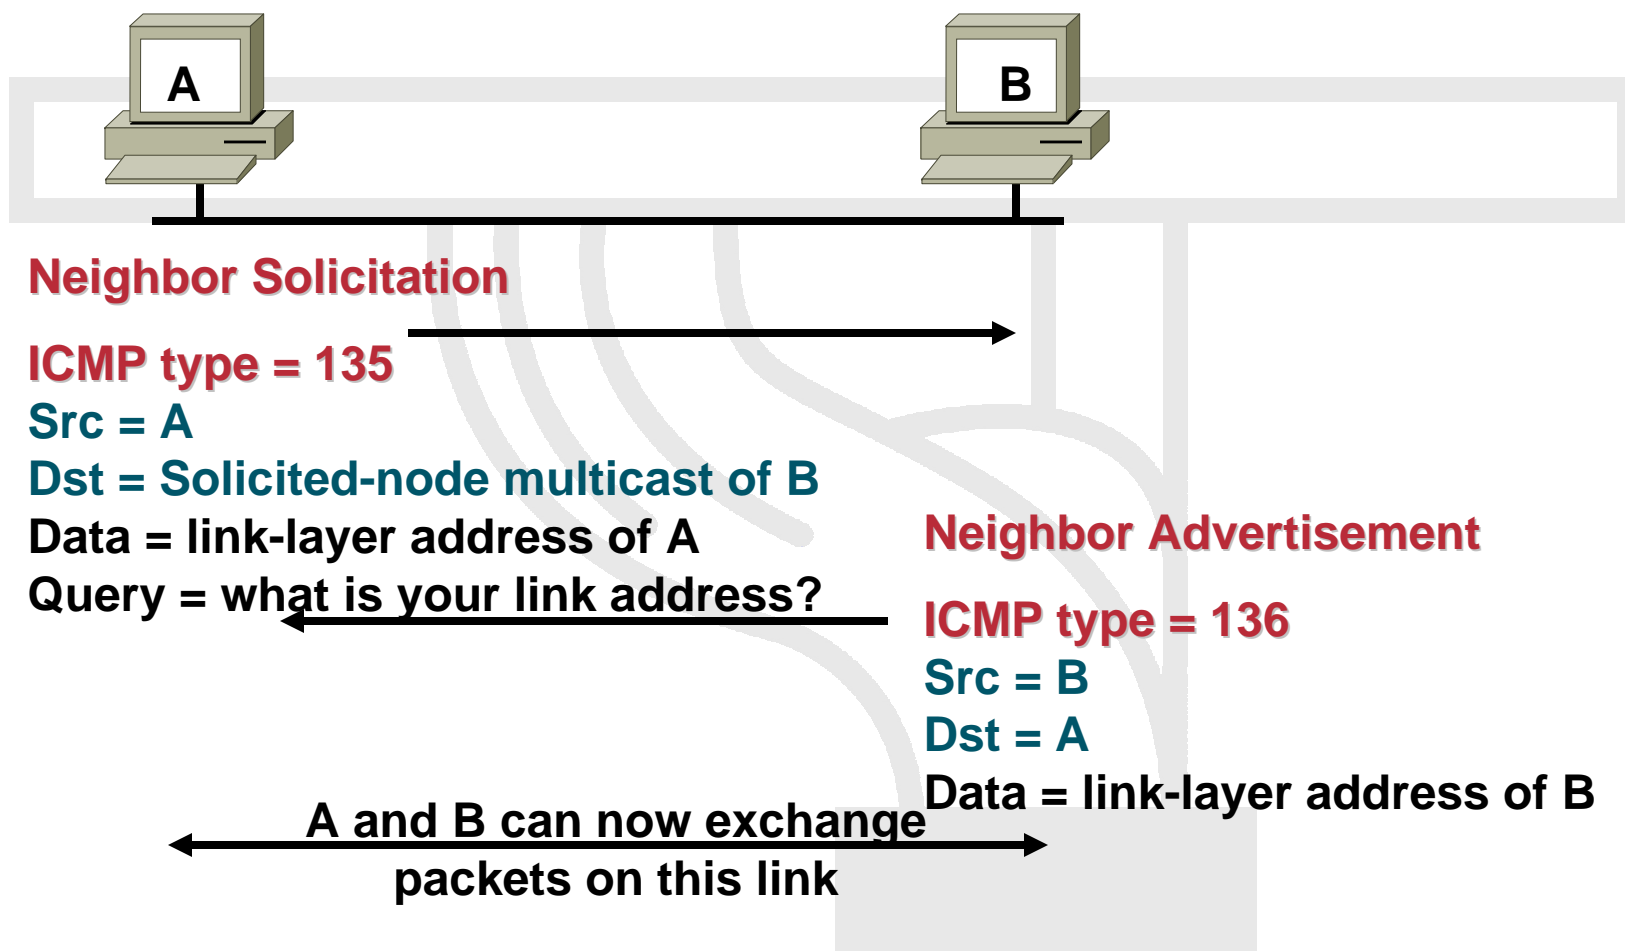 A
B
Neighbor Solicitation
ICMP type = 135
Src = A
Dst = Solicited-node multicast of B
Data = link-layer address of A
Query = what is your link address?
Neighbor Advertisement
ICMP type = 136
Src = B
Dst = A
Data = link-layer address of B
A and B can now exchange
packets on this link